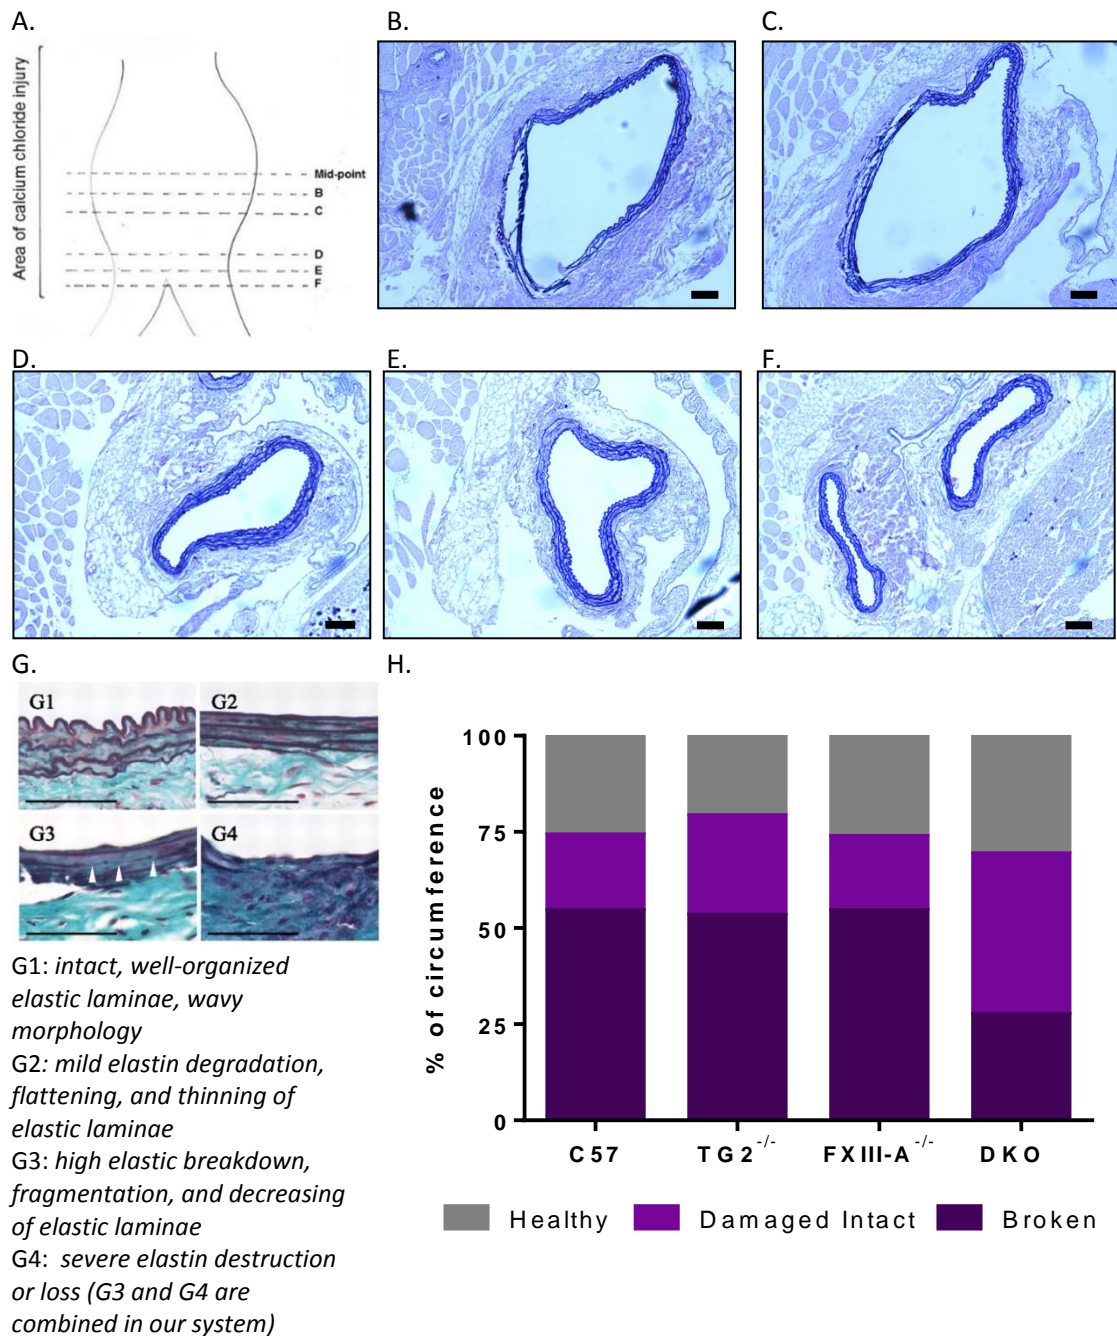 A.
B.
C.
Area of calcium chloride injury
Mid-point
B
C
D
E
F
D.
E.
F.
G.
H.
G1
G2
G3
G4
G1: intact, well-organized
elastic laminae, wavy
morphology
G2: mild elastin degradation,
flattening, and thinning of
elastic laminae
G3: high elastic breakdown,
fragmentation, and decreasing
of elastic laminae
G4:  severe elastin destruction
or loss (G3 and G4 are
combined in our system)
% of circumference
100
75
50
25
0
C57
TG2-/-
FXIII-A-/-
DKO
Healthy
Damaged Intact
Broken